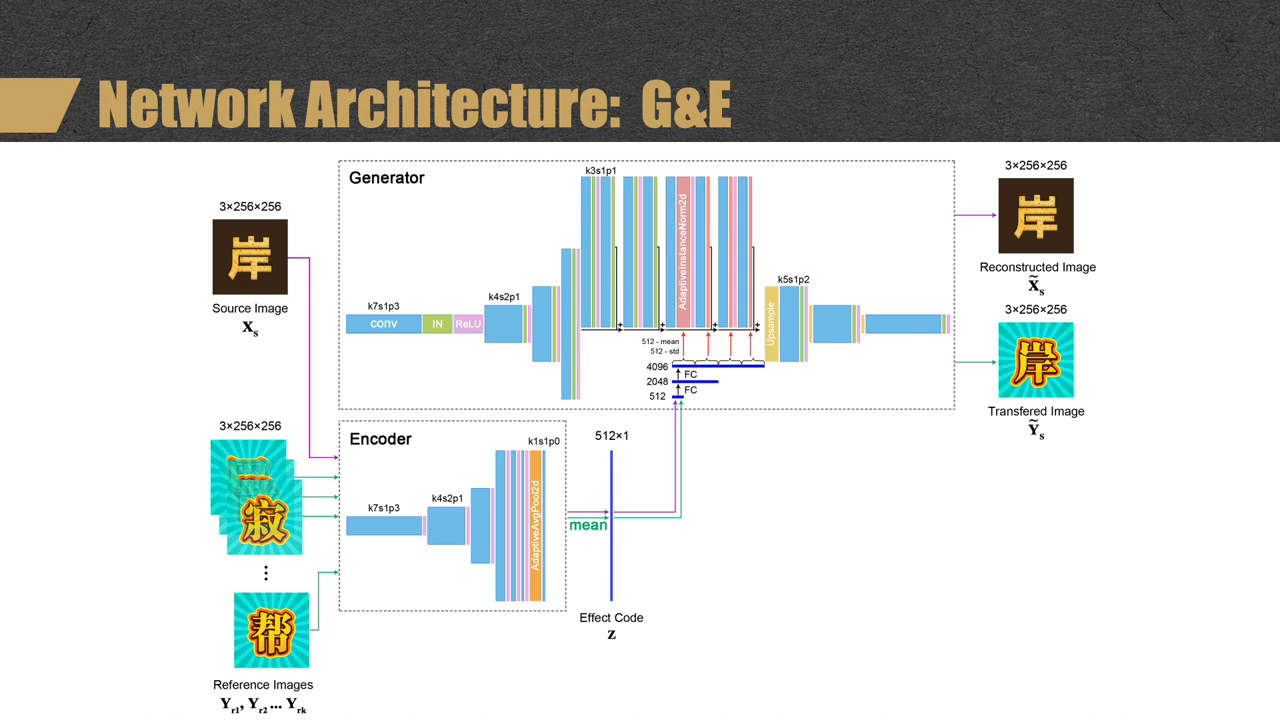 Network Architecture: G&E
3×256×256
岸
Source Image
Xs
3×256×256
寂
⋮
帮
Reference Images
Yr1, Yr2 ... Yrk
Generator
k7s1p3
conv
IN
ReLU
k4s2p1
k3s1p1
AdaptiveInstanceNorm2d
Upsample
k5s1p2
512 - mean
512 - std
4096
FC
2048
FC
512
Encoder
k7s1p3
k4s2p1
k1s1p0
AdaptiveAvgPool2d
mean
512×1
Effect Code
z
3×256×256
岸
Reconstructed Image
X̃s
3×256×256
岸
Transfered Image
Ỹs